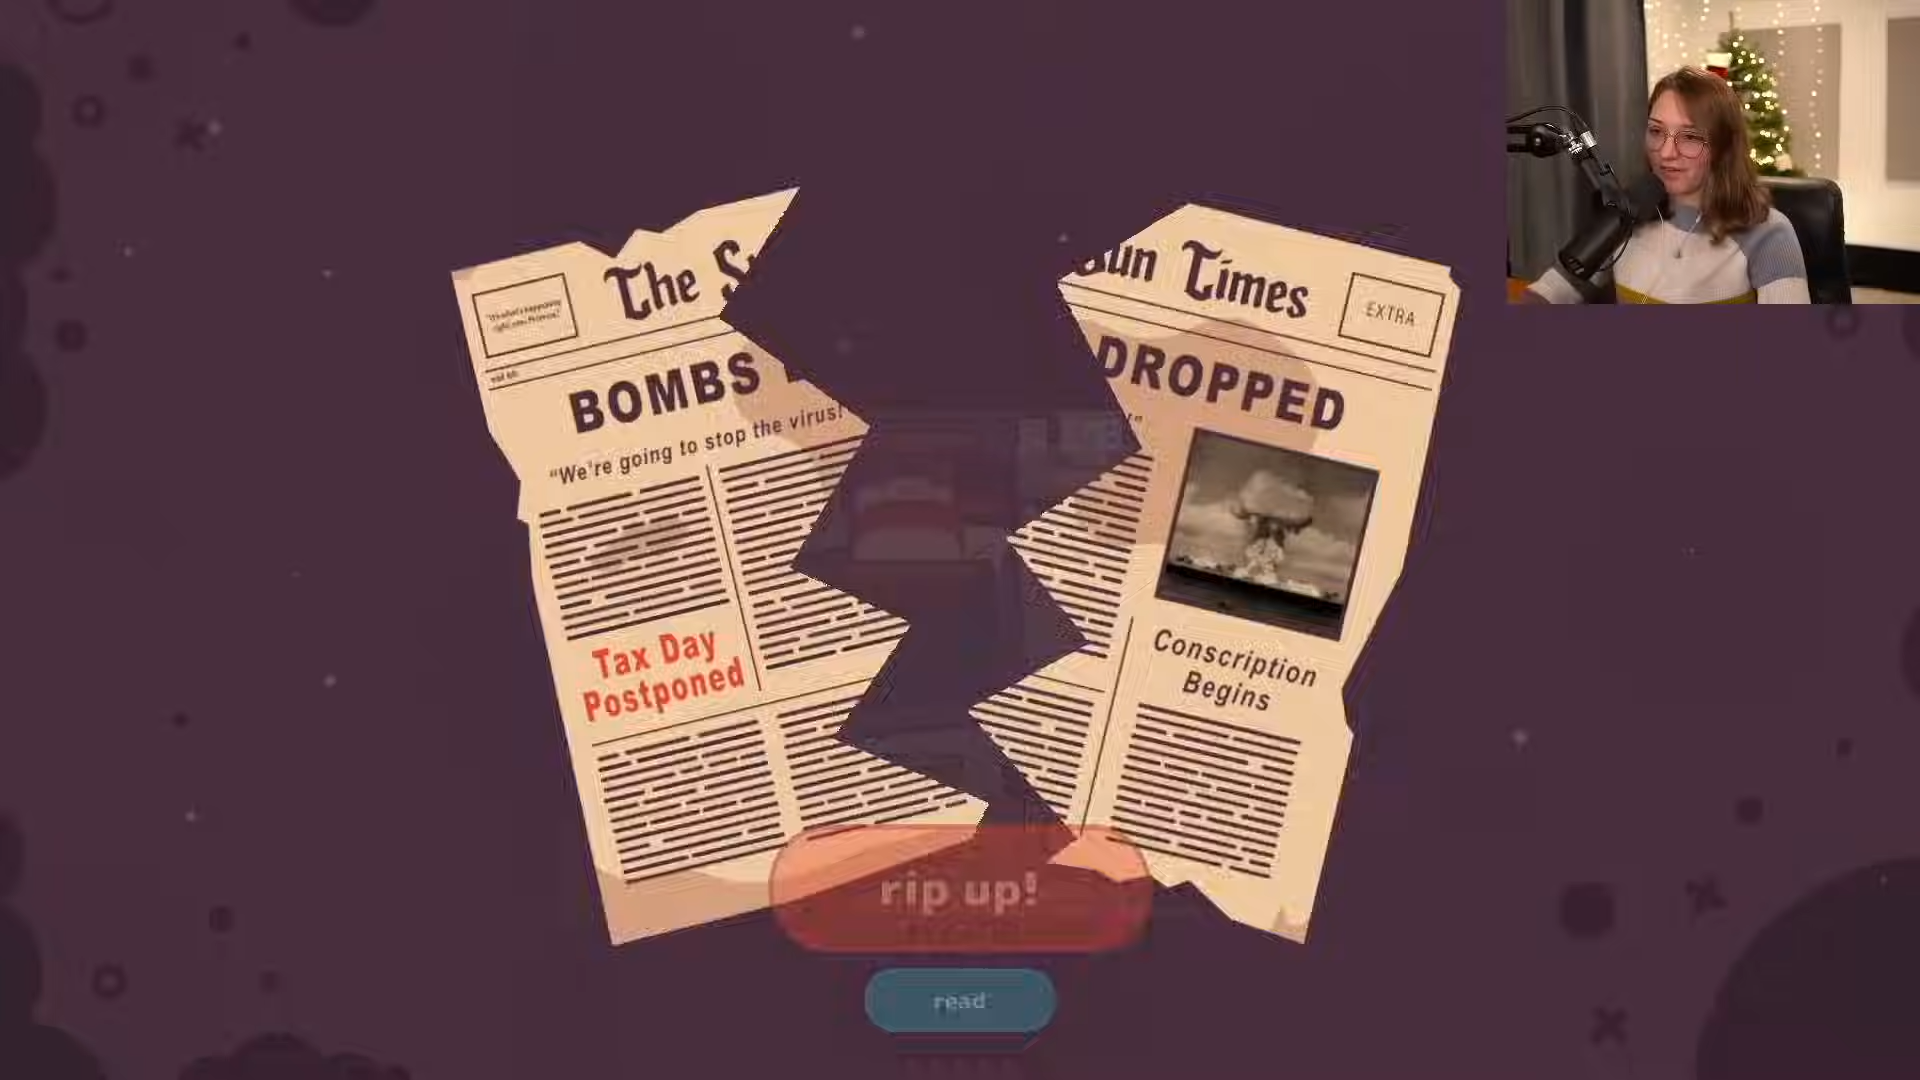 The Sun Times
EXTRA
BOMBS DROPPED
"We're going to stop the virus!"
Tax Day
Postponed
Conscription
Begins
rip up!
read